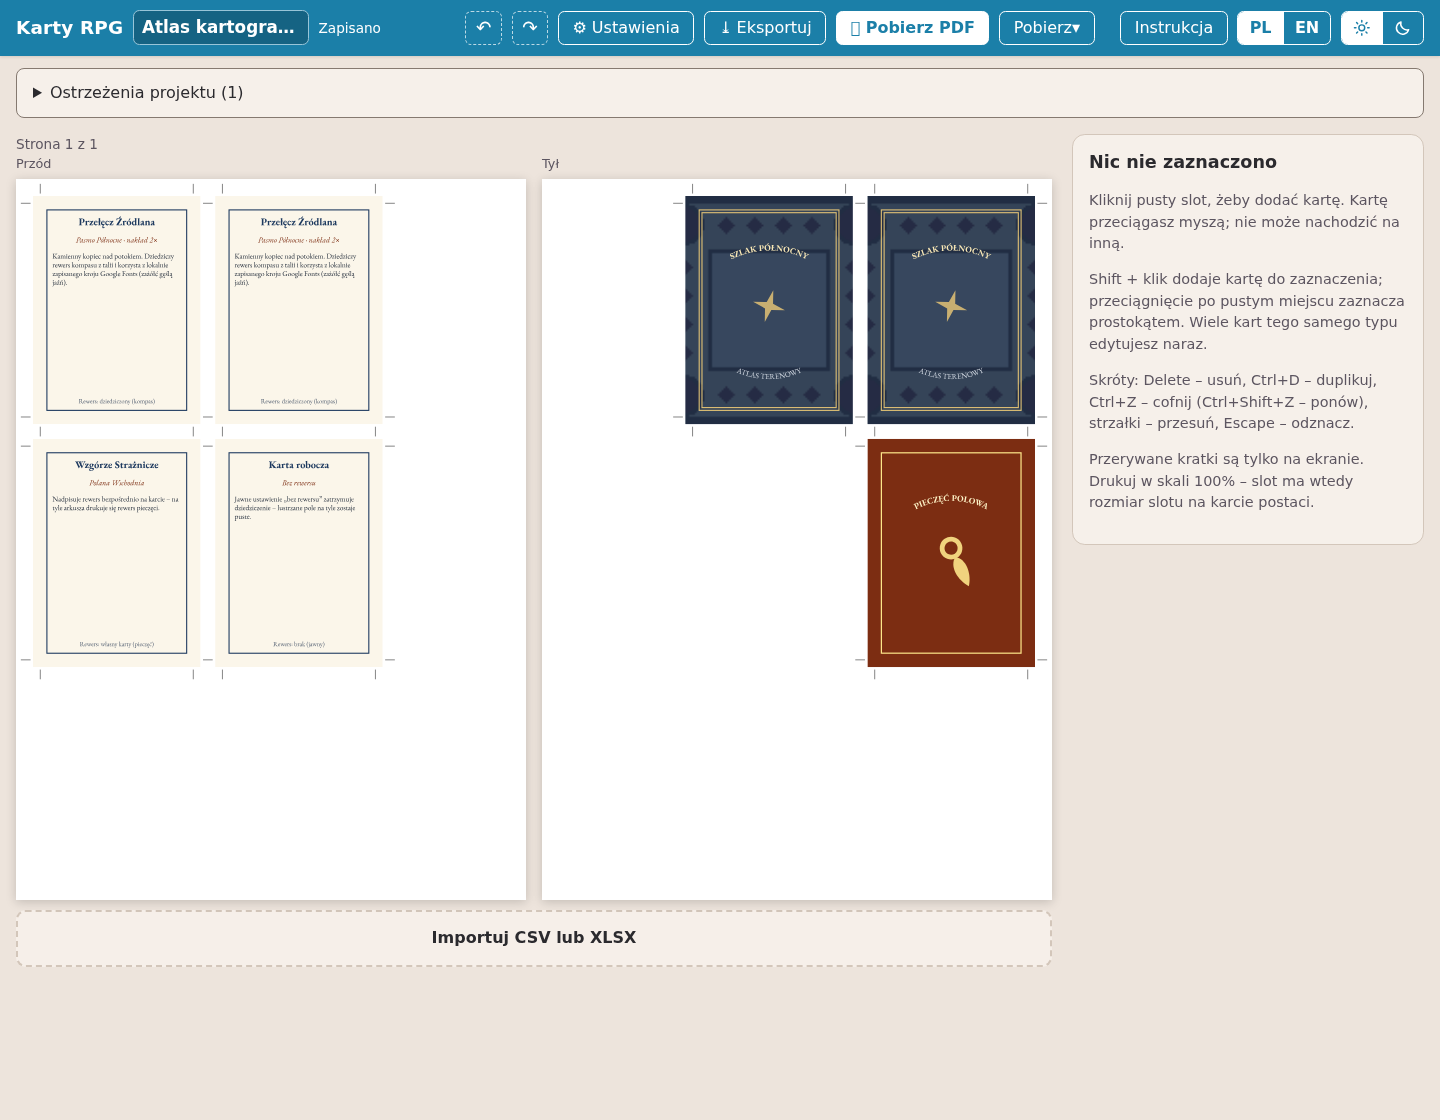 Karty RPG
Atlas kartogra…
Zapisano
↶
↷
⚙ Ustawienia
⤓ Eksportuj
Pobierz PDF
Pobierz▾
Instrukcja
PL
EN
▶ Ostrzeżenia projektu (1)
Strona 1 z 1
Przód
Przełęcz Źródlana
Pasmo Północne · nakład 2×
Kamienny kopiec nad potokiem. Dziedziczy
rewers kompasu z talii i korzysta z lokalnie
zapisanego kroju Google Fonts (zażółć gęślą
jaźń).
Rewers: dziedziczony (kompas)
Przełęcz Źródlana
Pasmo Północne · nakład 2×
Kamienny kopiec nad potokiem. Dziedziczy
rewers kompasu z talii i korzysta z lokalnie
zapisanego kroju Google Fonts (zażółć gęślą
jaźń).
Rewers: dziedziczony (kompas)
Wzgórze Strażnicze
Polana Wschodnia
Nadpisuje rewers bezpośrednio na karcie – na
tyle arkusza drukuje się rewers pieczęci.
Rewers: własny karty (pieczęć)
Karta robocza
Bez rewersu
Jawne ustawienie „bez rewersu” zatrzymuje
dziedziczenie – lustrzane pole na tyle zostaje
puste.
Rewers: brak (jawny)
Tył
SZLAK PÓŁNOCNY
ATLAS TERENOWY
SZLAK PÓŁNOCNY
ATLAS TERENOWY
PIECZĘĆ POLOWA
Importuj CSV lub XLSX
Nic nie zaznaczono
Kliknij pusty slot, żeby dodać kartę. Kartę
przeciągasz myszą; nie może nachodzić na
inną.
Shift + klik dodaje kartę do zaznaczenia;
przeciągnięcie po pustym miejscu zaznacza
prostokątem. Wiele kart tego samego typu
edytujesz naraz.
Skróty: Delete – usuń, Ctrl+D – duplikuj,
Ctrl+Z – cofnij (Ctrl+Shift+Z – ponów),
strzałki – przesuń, Escape – odznacz.
Przerywane kratki są tylko na ekranie.
Drukuj w skali 100% – slot ma wtedy
rozmiar slotu na karcie postaci.